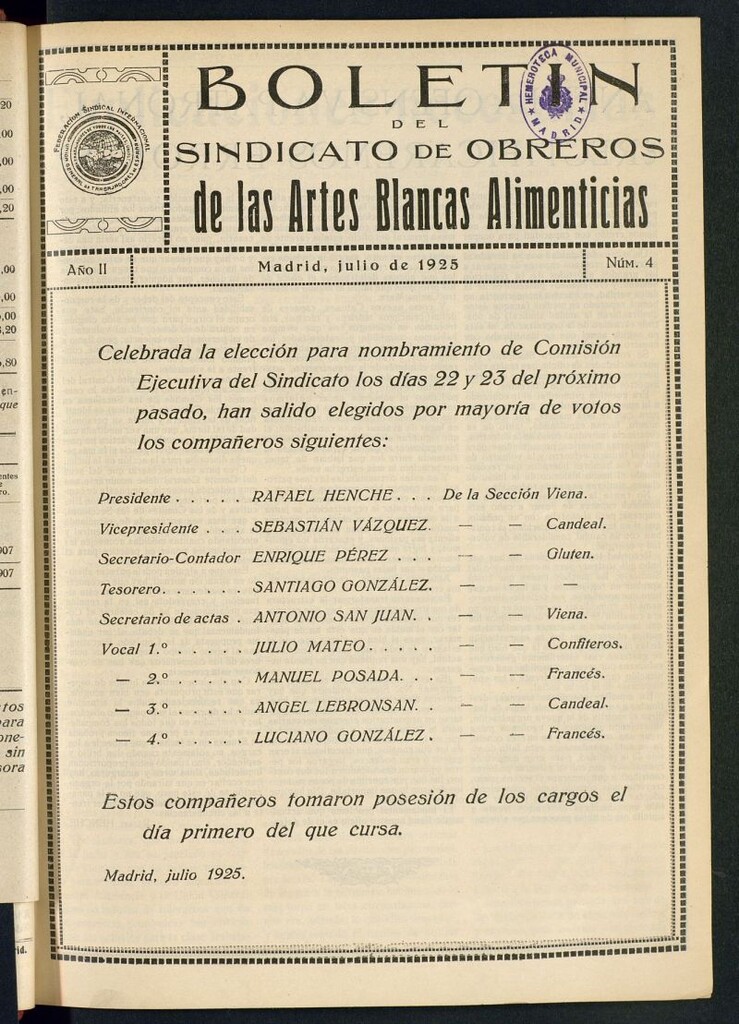 BOLETIN
DEL
SINDICATO DE OBREROS
de las Artes Blancas Alimenticias
HEMEROTECA MUNICIPAL
★ MADRID ★
FEDERACION SINDICAL INTERNACIONAL
Año II
Madrid, julio de 1925
Núm. 4
Celebrada la elección para nombramiento de Comisión
Ejecutiva del Sindicato los días 22 y 23 del próximo
pasado, han salido elegidos por mayoría de votos
los compañeros siguientes:
Presidente . . . . . RAFAEL HENCHE . . . De la Sección Viena.
Vicepresidente . . . SEBASTIÁN VÁZQUEZ. — — Candeal.
Secretario-Contador ENRIQUE PÉREZ . . . — — Gluten.
Tesorero. . . . . . SANTIAGO GONZÁLEZ. — — —
Secretario de actas . ANTONIO SAN JUAN. . — — Viena.
Vocal 1.º . . . . . JULIO MATEO . . . . . — — Confiteros.
— 2.º . . . . . MANUEL POSADA. . . — — Francés.
— 3.º . . . . . ANGEL LEBRONSAN. . — — Candeal.
— 4.º . . . . . LUCIANO GONZÁLEZ . — — Francés.
Estos compañeros tomaron posesión de los cargos el
día primero del que cursa.
Madrid, julio 1925.